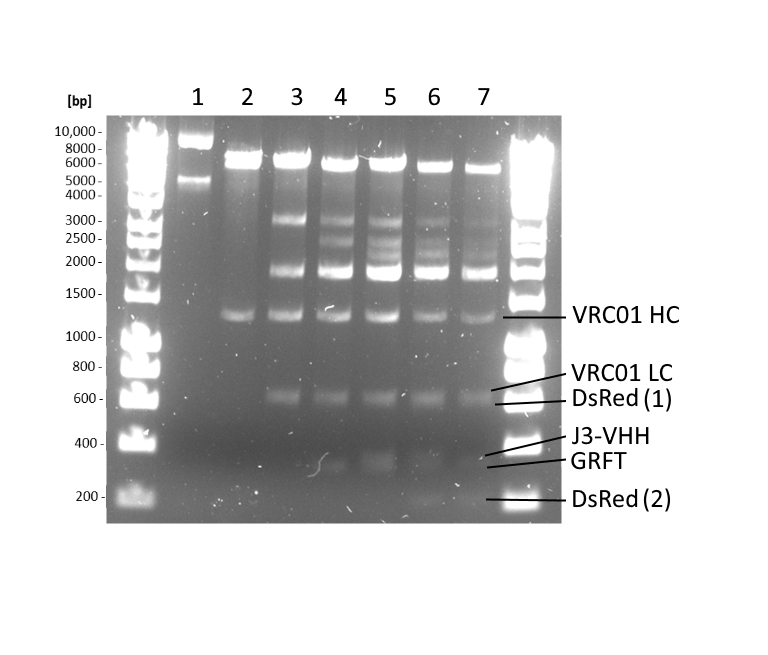 [bp] 1 2 3 4 5 6 7
10,000 -
8000 -
6000 -
5000 -
4000 -
3000 -
2500 -
2000 -
1500 -
1000 -
800 -
600 -
400 -
200 -
VRC01 HC
VRC01 LC
DsRed (1)
J3-VHH
GRFT
DsRed (2)